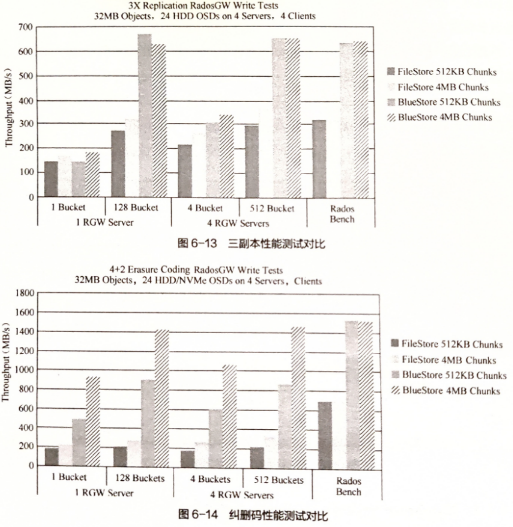 3X Replication RadosGW Write Tests
32MB Objects, 24 HDD OSDs on 4 Servers, 4 Clients
Throughput (MB/s)
700
600
500
400
300
200
100
0
1 Bucket
128 Bucket
4 Bucket
512 Bucket
Rados
Bench
1 RGW Server
4 RGW Servers
FileStore 512KB Chunks
FileStore 4MB Chunks
BlueStore 512KB Chunks
BlueStore 4MB Chunks
图 6-13 三副本性能测试对比
4+2 Erasure Coding RadosGW Write Tests
32MB Objects, 24 HDD/NVMe OSDs on 4 Servers, Clients
Throughput (MB/s)
1800
1600
1400
1200
1000
800
600
400
200
0
1 Bucket
128 Buckets
4 Buckets
512 Buckets
Rados
Bench
1 RGW Server
4 RGW Servers
FileStore 512KB Chunks
FileStore 4MB Chunks
BlueStore 512KB Chunks
BlueStore 4MB Chunks
图 6-14 纠删码性能测试对比